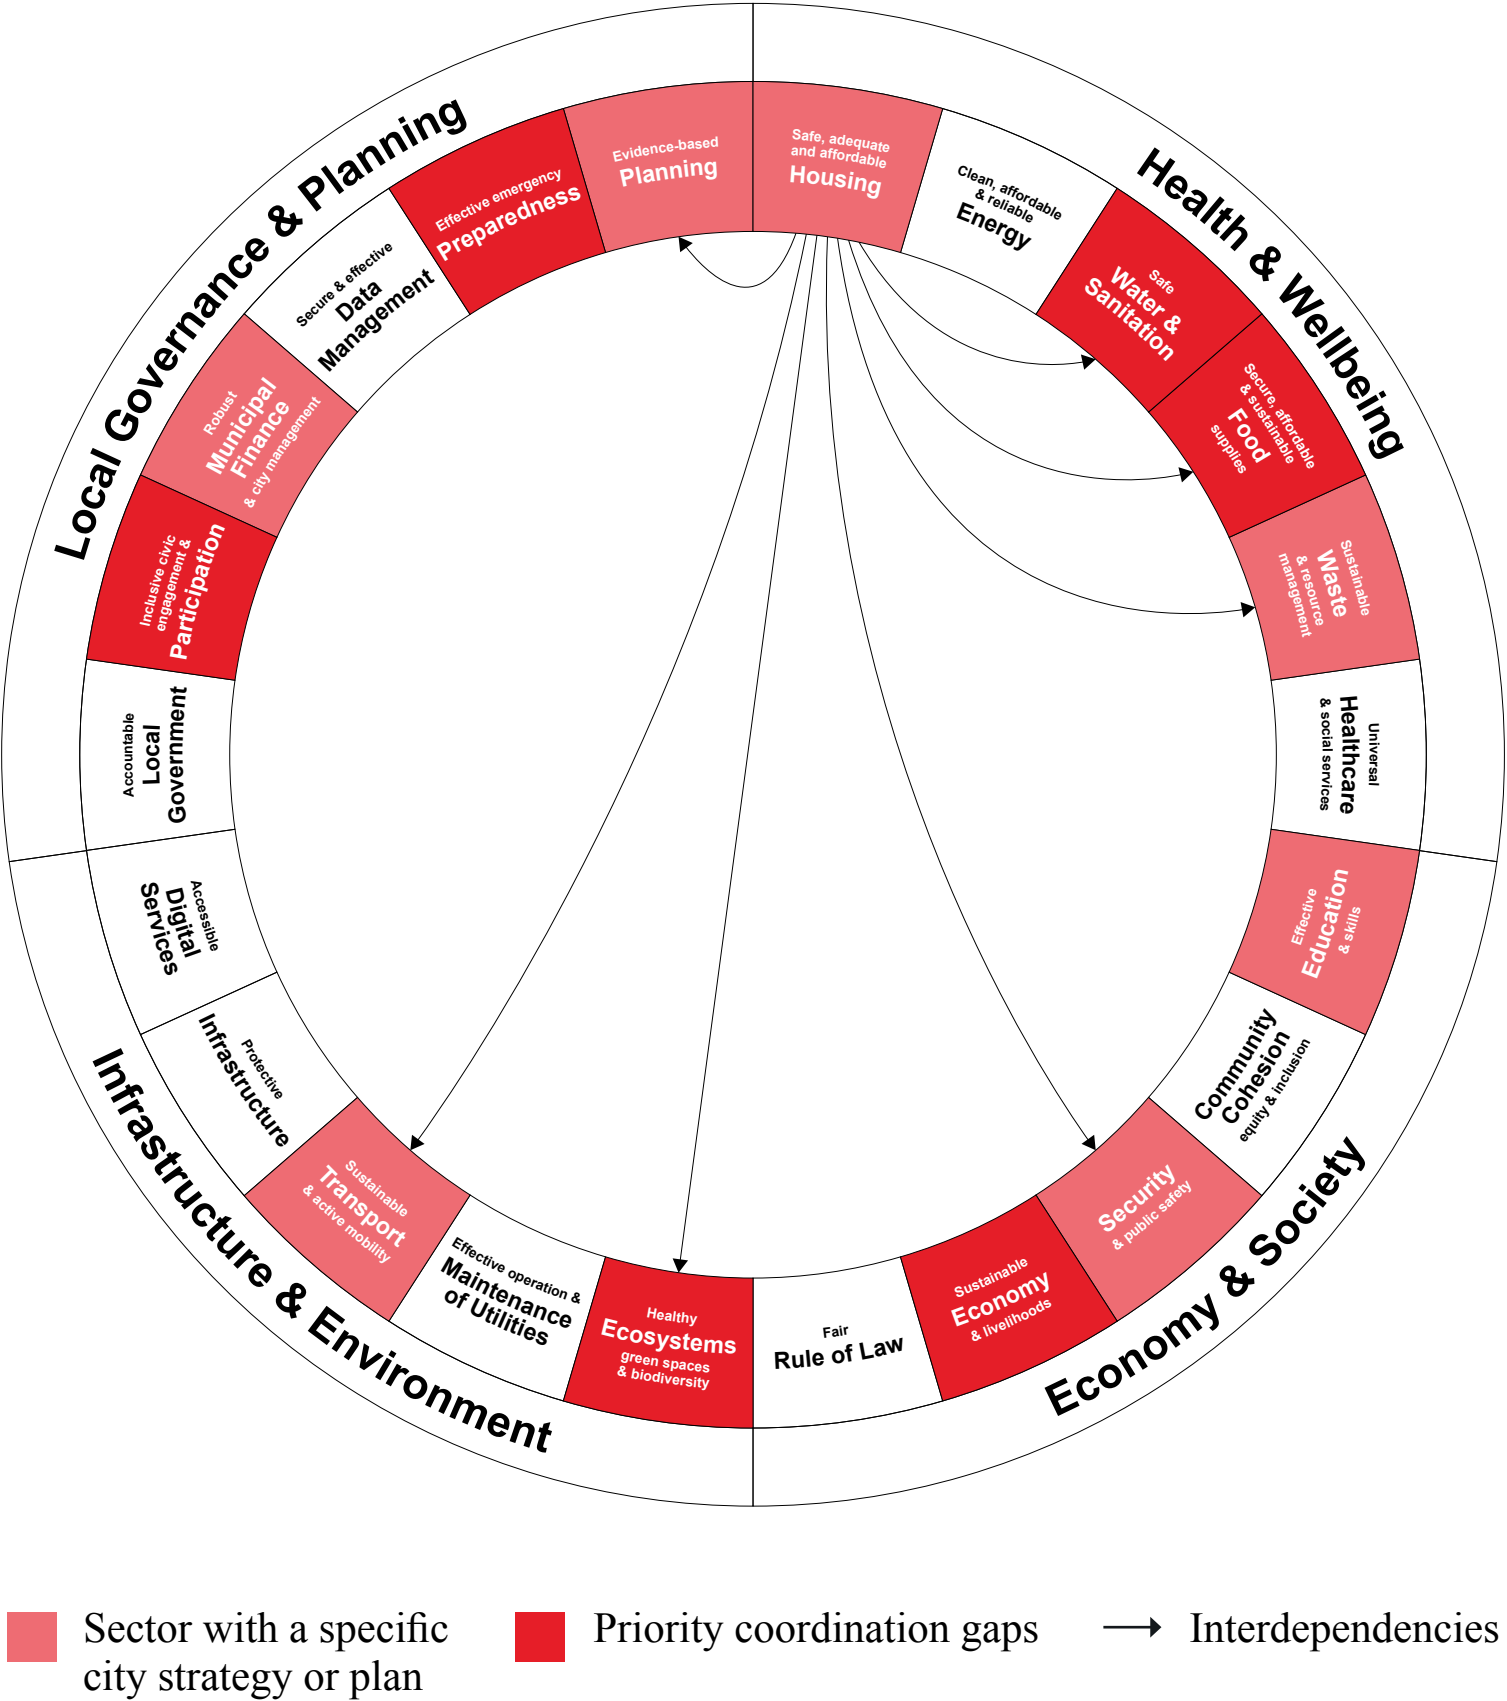 Health & Wellbeing
Safe, adequate
and affordable
Housing
Clean, affordable
& reliable
Energy
Safe
Water &
Sanitation
Secure, affordable
& sustainable
Food
supplies
Sustainable
Waste
& resource
management
Universal
Healthcare
& social services
Economy & Society
Effective
Education
& skills
Community
Cohesion
equity & inclusion
Security
& public safety
Sustainable
Economy
& livelihoods
Fair
Rule of Law
Infrastructure & Environment
Healthy
Ecosystems
green spaces
& biodiversity
Effective operation &
Maintenance
of Utilities
Sustainable
Transport
& active mobility
Protective
Infrastructure
Accessible
Digital
Services
Local Governance & Planning
Accountable
Local
Government
Inclusive civic
engagement &
Participation
Robust
Municipal
Finance
& city management
Secure & effective
Data
Management
Effective emergency
Preparedness
Evidence-based
Planning
Sector with a specific
city strategy or plan
Priority coordination gaps
Interdependencies